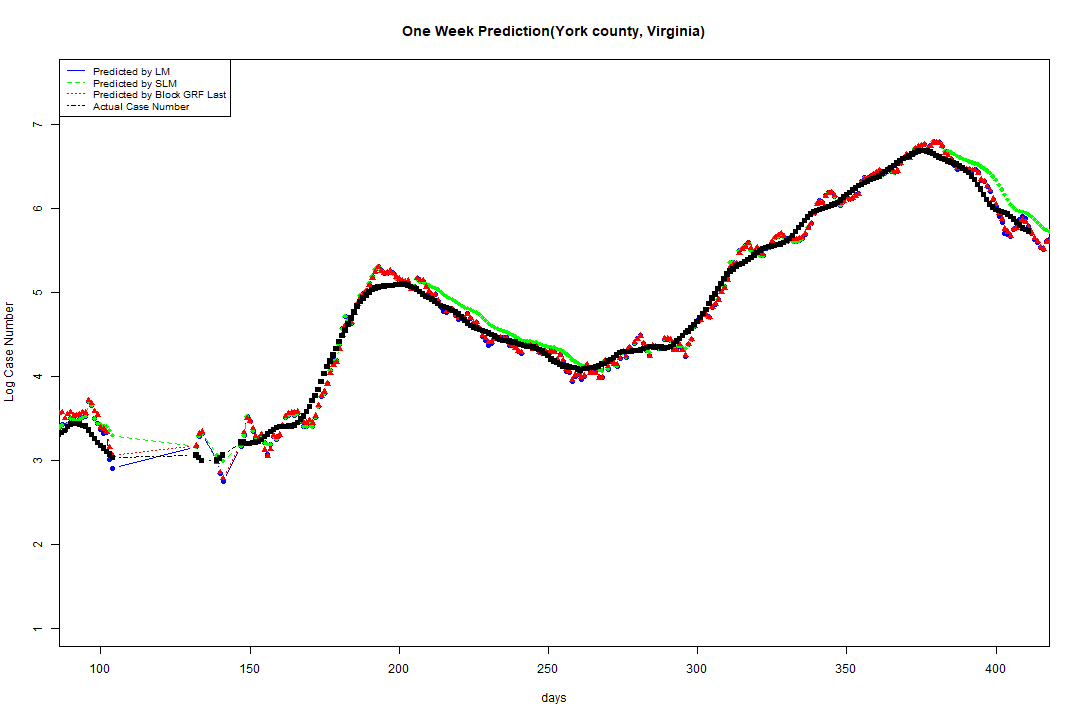 One Week Prediction(York county, Virginia)
Predicted by LM
Predicted by SLM
Predicted by Block GRF Last
Actual Case Number
7
6
5
4
3
2
1
Log Case Number
100 150 200 250 300 350 400
days